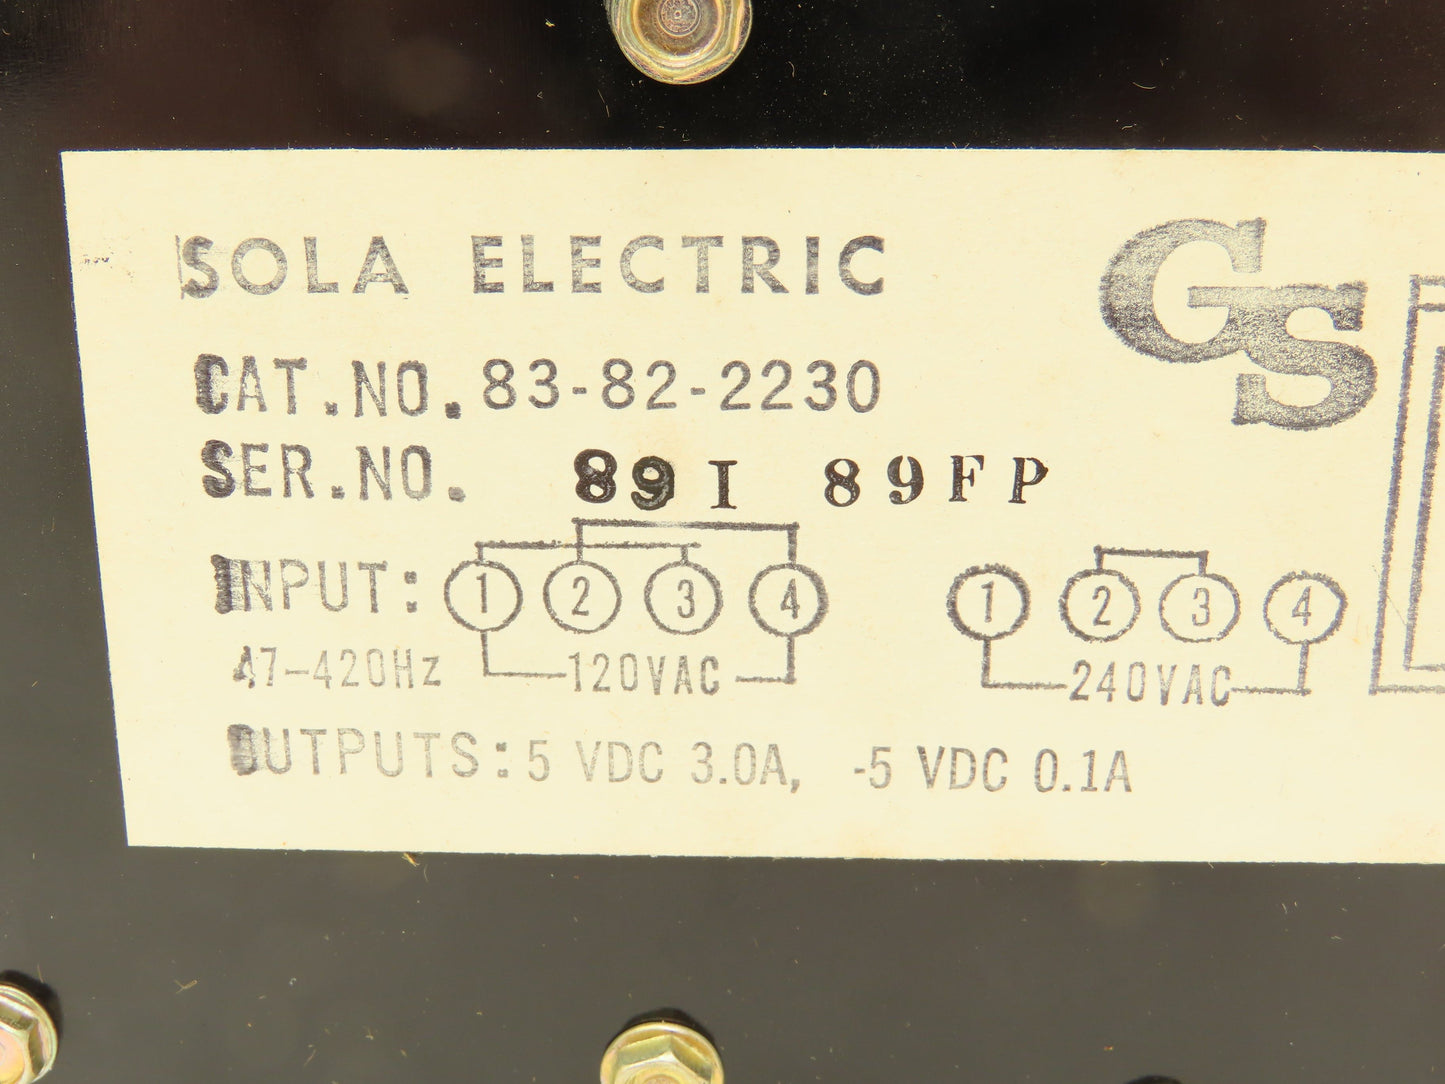 SOLA ELECTRIC
GS
CAT.NO. 83-82-2230
SER.NO. 89I 89FP
INPUT: 1 2 3 4 1 2 3 4
47-420Hz 120VAC 240VAC
OUTPUTS: 5 VDC 3.0A, -5 VDC 0.1A